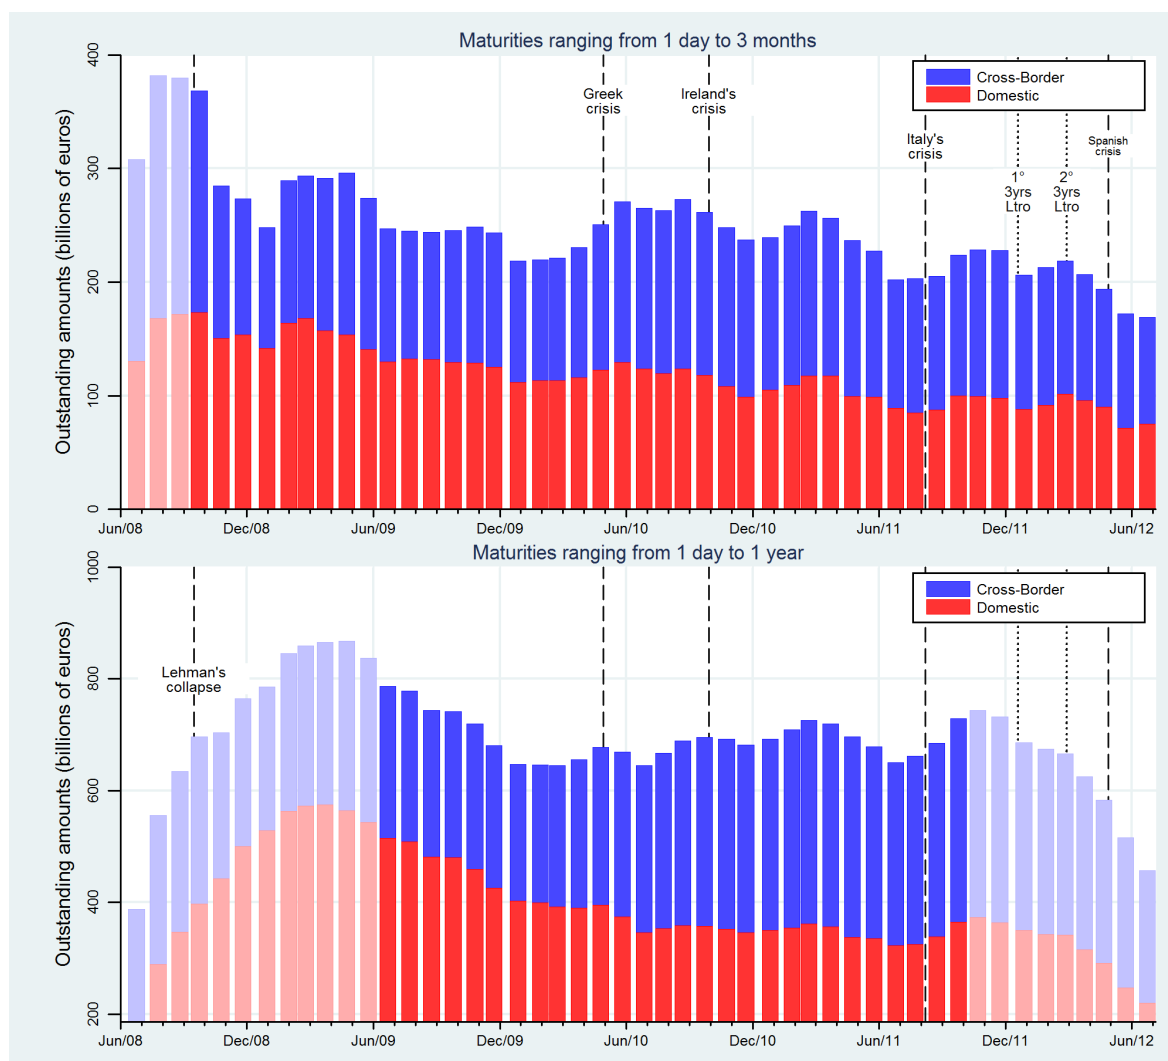 Maturities ranging from 1 day to 3 months
Outstanding amounts (billions of euros)
400
300
200
100
0
Cross-Border
Domestic
Greek
crisis
Ireland's
crisis
Italy's
crisis
1°
3yrs
Ltro
2°
3yrs
Ltro
Spanish
crisis
Jun/08
Dec/08
Jun/09
Dec/09
Jun/10
Dec/10
Jun/11
Dec/11
Jun/12
Maturities ranging from 1 day to 1 year
Outstanding amounts (billions of euros)
1000
800
600
400
200
Cross-Border
Domestic
Lehman's
collapse
Jun/08
Dec/08
Jun/09
Dec/09
Jun/10
Dec/10
Jun/11
Dec/11
Jun/12